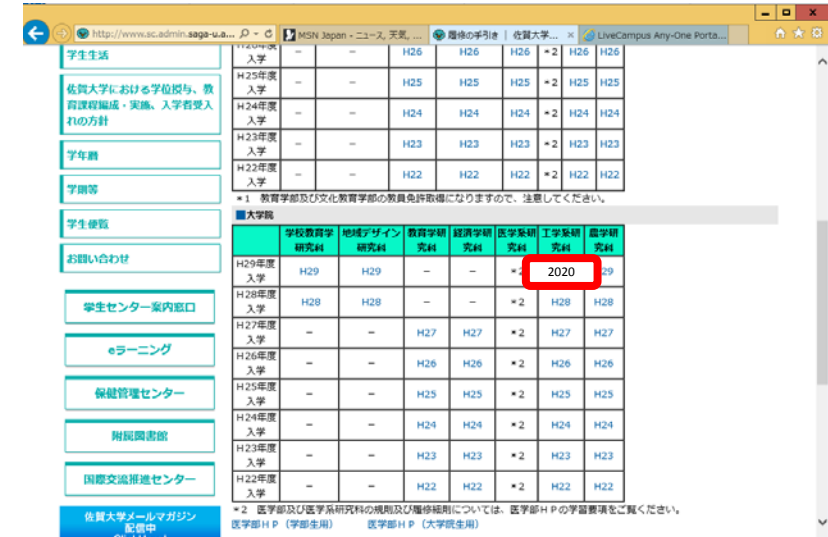 http://www.sc.admin.saga-u.a...
MSN Japan - ニュース, 天気, ...
履修の手引き | 佐賀大学...
LiveCampus Any-One Porta...
学生生活
佐賀大学における学位授与、教
育課程編成・実施、入学者受入
れの方針
学年暦
学則等
学生便覧
お問い合わせ
学生センター案内窓口
eラーニング
保健管理センター
附属図書館
国際交流推進センター
佐賀大学メールマガジン
配信中
H26年度入学 － － H26 H26 H26 *2 H26 H26
H25年度入学 － － H25 H25 H25 *2 H25 H25
H24年度入学 － － H24 H24 H24 *2 H24 H24
H23年度入学 － － H23 H23 H23 *2 H23 H23
H22年度入学 － － H22 H22 H22 *2 H22 H22
*1 教育学部及び文化教育学部の教員免許取得になりますので、注意してください。
■大学院
学校教育学研究科 地域デザイン研究科 教育学研究科 経済学研究科 医学系研究科 工学系研究科 農学研究科
H29年度入学 H29 H29 － － *2 2020 29
H28年度入学 H28 H28 － － *2 H28 H28
H27年度入学 － － H27 H27 *2 H27 H27
H26年度入学 － － H26 H26 *2 H26 H26
H25年度入学 － － H25 H25 *2 H25 H25
H24年度入学 － － H24 H24 *2 H24 H24
H23年度入学 － － H23 H23 *2 H23 H23
H22年度入学 － － H22 H22 *2 H22 H22
*2 医学部及び医学系研究科の規則及び履修細則については、医学部ＨＰの学習要項をご覧ください。
医学部ＨＰ（学部生用） 医学部ＨＰ（大学院生用）